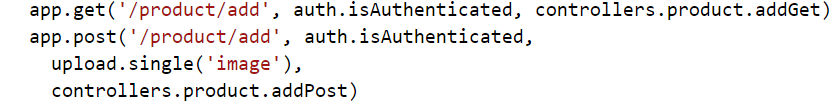 app.get('/product/add', auth.isAuthenticated, controllers.product.addGet)
app.post('/product/add', auth.isAuthenticated,
upload.single('image'),
controllers.product.addPost)